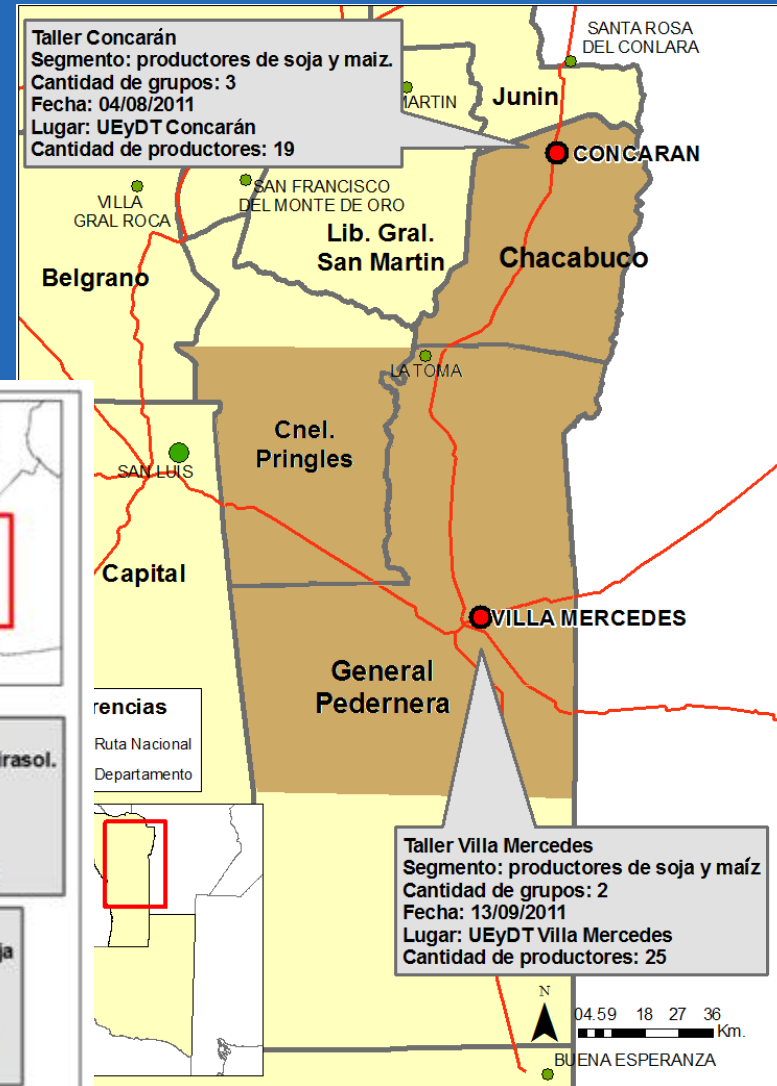 Taller Concarán
Segmento: productores de soja y maiz.
Cantidad de grupos: 3
Fecha: 04/08/2011
Lugar: UEyDT Concarán
Cantidad de productores: 19
SANTA ROSA
DEL CONLARA
MARTIN
Junin
CONCARAN
VILLA
GRAL ROCA
SAN FRANCISCO
DEL MONTE DE ORO
Lib. Gral.
San Martin
Chacabuco
Belgrano
LA TOMA
Cnel.
Pringles
SAN LUIS
Capital
VILLA MERCEDES
General
Pedernera
rencias
Ruta Nacional
Departamento
irasol.
ja
Taller Villa Mercedes
Segmento: productores de soja y maíz
Cantidad de grupos: 2
Fecha: 13/09/2011
Lugar: UEyDT Villa Mercedes
Cantidad de productores: 25
N
04.59 18 27 36
Km.
BUENA ESPERANZA